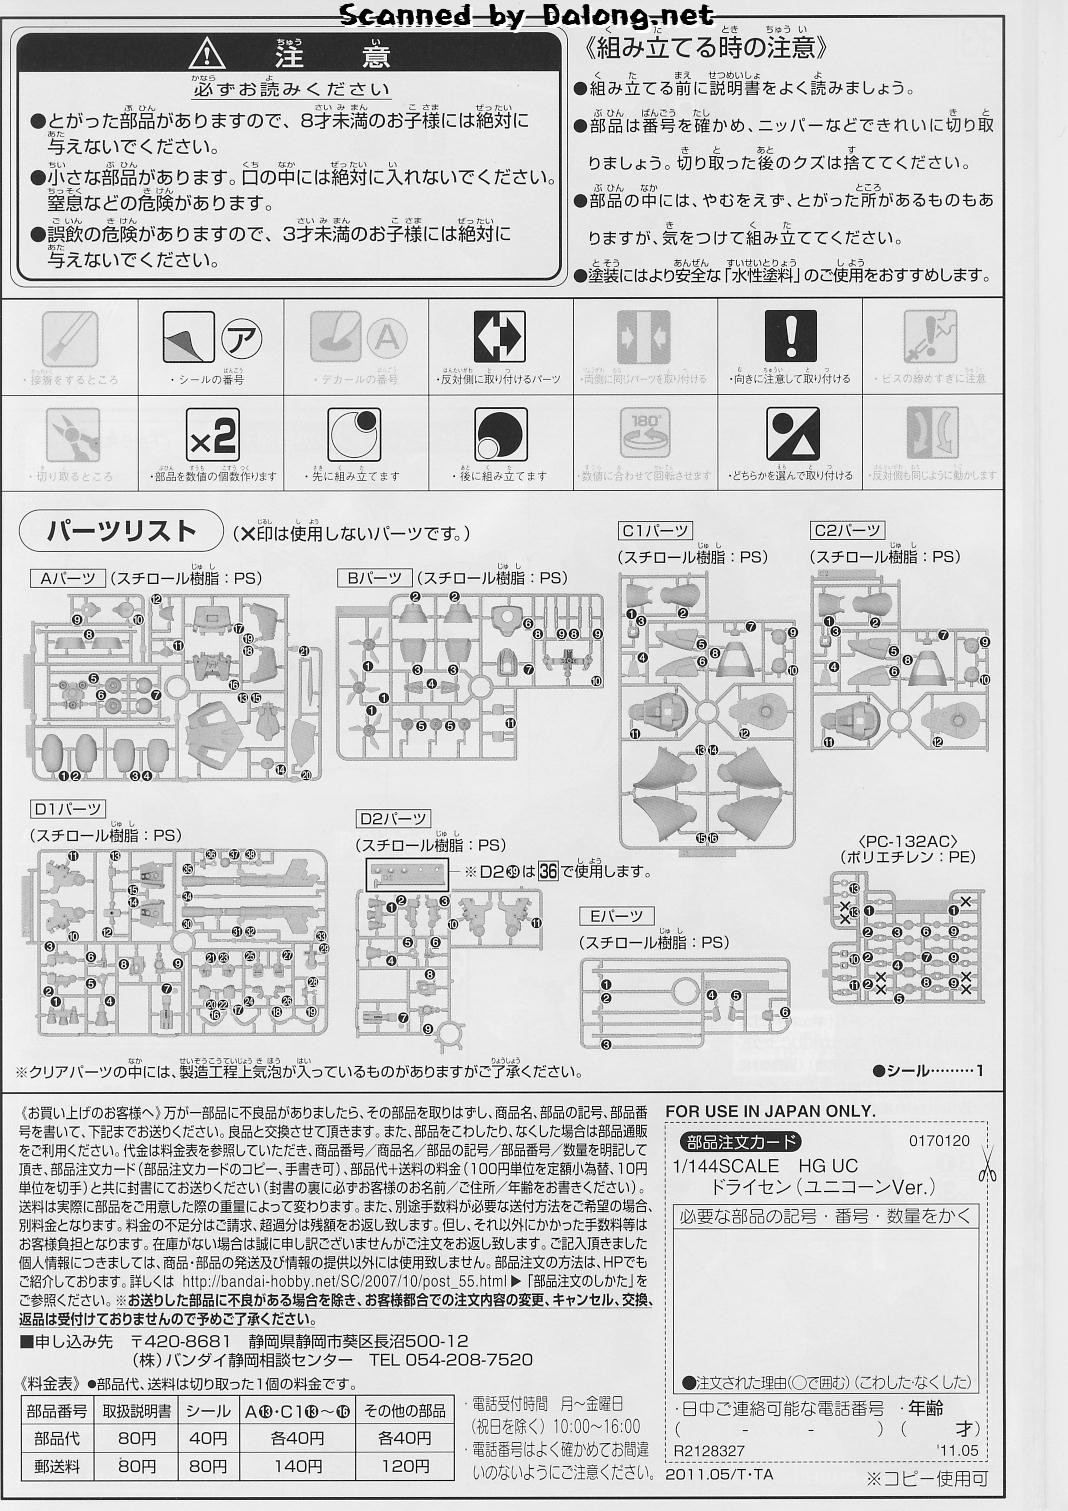 Scanned by Dalong.net
注意
必ずお読みください
●とがった部品がありますので、8才未満のお子様には絶対に
与えないでください。
●小さな部品があります。口の中には絶対に入れないでください。
窒息などの危険があります。
●誤飲の危険がありますので、3才未満のお子様には絶対に
与えないでください。
《組み立てる時の注意》
●組み立てる前に説明書をよく読みましょう。
●部品は番号を確かめ、ニッパーなどできれいに切り取
りましょう。切り取った後のクズは捨ててください。
●部品の中には、やむをえず、とがった所があるものもあ
りますが、気をつけて組み立ててください。
●塗装にはより安全な「水性塗料」のご使用をおすすめします。
・接着をするところ
ア
・シールの番号
A
・デカールの番号
・反対側に取り付けるパーツ
・両側に同じパーツを取り付ける
・向きに注意して取り付ける
・ビスの締めすぎに注意
・切り取るところ
×2
・部品を数値の個数作ります
・先に組み立てます
・後に組み立てます
180°
・数値に合わせて回転させます
・どちらかを選んで取り付ける
・反対側も同じように動かします
パーツリスト (×印は使用しないパーツです。)
Aパーツ (スチロール樹脂：PS)
Bパーツ (スチロール樹脂：PS)
C1パーツ
(スチロール樹脂：PS)
C2パーツ
(スチロール樹脂：PS)
D1パーツ
(スチロール樹脂：PS)
D2パーツ
(スチロール樹脂：PS)
※D2㊴は36で使用します。
Eパーツ
(スチロール樹脂：PS)
〈PC-132AC〉
(ポリエチレン：PE)
※クリアパーツの中には、製造工程上気泡が入っているものがありますがご了承ください。
●シール………1
《お買い上げのお客様へ》万が一部品に不良品がありましたら、その部品を取りはずし、商品名、部品の記号、部品番
号を書いて、下記までお送りください。良品と交換させて頂きます。また、部品をこわしたり、なくした場合は部品通販
をご利用ください。代金は料金表を参照していただき、商品番号／商品名／部品の記号／部品番号／数量を明記して
頂き、部品注文カード(部品注文カードのコピー、手書き可)、部品代+送料の料金(100円単位を定額小為替、10円
単位を切手)と共に封書にてお送りください(封書の裏に必ずお客様のお名前／ご住所／年齢をお書きください)。
送料は実際に部品をご用意した際の重量によって変わります。また、別途手数料が必要な送付方法をご希望の場合、
別料金となります。料金の不足分はご請求、超過分は残額をお返し致します。但し、それ以外にかかった手数料等は
お客様負担となります。在庫がない場合は誠に申し訳ございませんがご注文をお返し致します。ご記入頂きました
個人情報につきましては、商品・部品の発送及び情報の提供以外には使用致しません。部品注文の方法は、HPでも
ご紹介しております。詳しくは http://bandai-hobby.net/SC/2007/10/post_55.html▶「部品注文のしかた」を
ご参照ください。※お送りした部品に不良がある場合を除き、お客様都合での注文内容の変更、キャンセル、交換、
返品は受付けておりませんので予めご了承ください。
■申し込み先 〒420-8681 静岡県静岡市葵区長沼500-12
(株)バンダイ静岡相談センター TEL 054-208-7520
《料金表》●部品代、送料は切り取った1個の料金です。
部品番号 取扱説明書 シール A⓭・C1⓭～⓰ その他の部品
部品代 80円 40円 各40円 各40円
郵送料 80円 80円 140円 120円
・電話受付時間 月～金曜日
(祝日を除く) 10:00～16:00
・電話番号はよく確かめてお間違
いのないようにご注意ください。
FOR USE IN JAPAN ONLY.
部品注文カード 0170120
1/144SCALE HG UC
ドライセン(ユニコーンVer.)
必要な部品の記号・番号・数量をかく
●注文された理由(○で囲む)(こわした・なくした)
・日中ご連絡可能な電話番号 ・年齢
( - - ) ( 才)
R2128327 '11.05
2011.05/T・TA ※コピー使用可